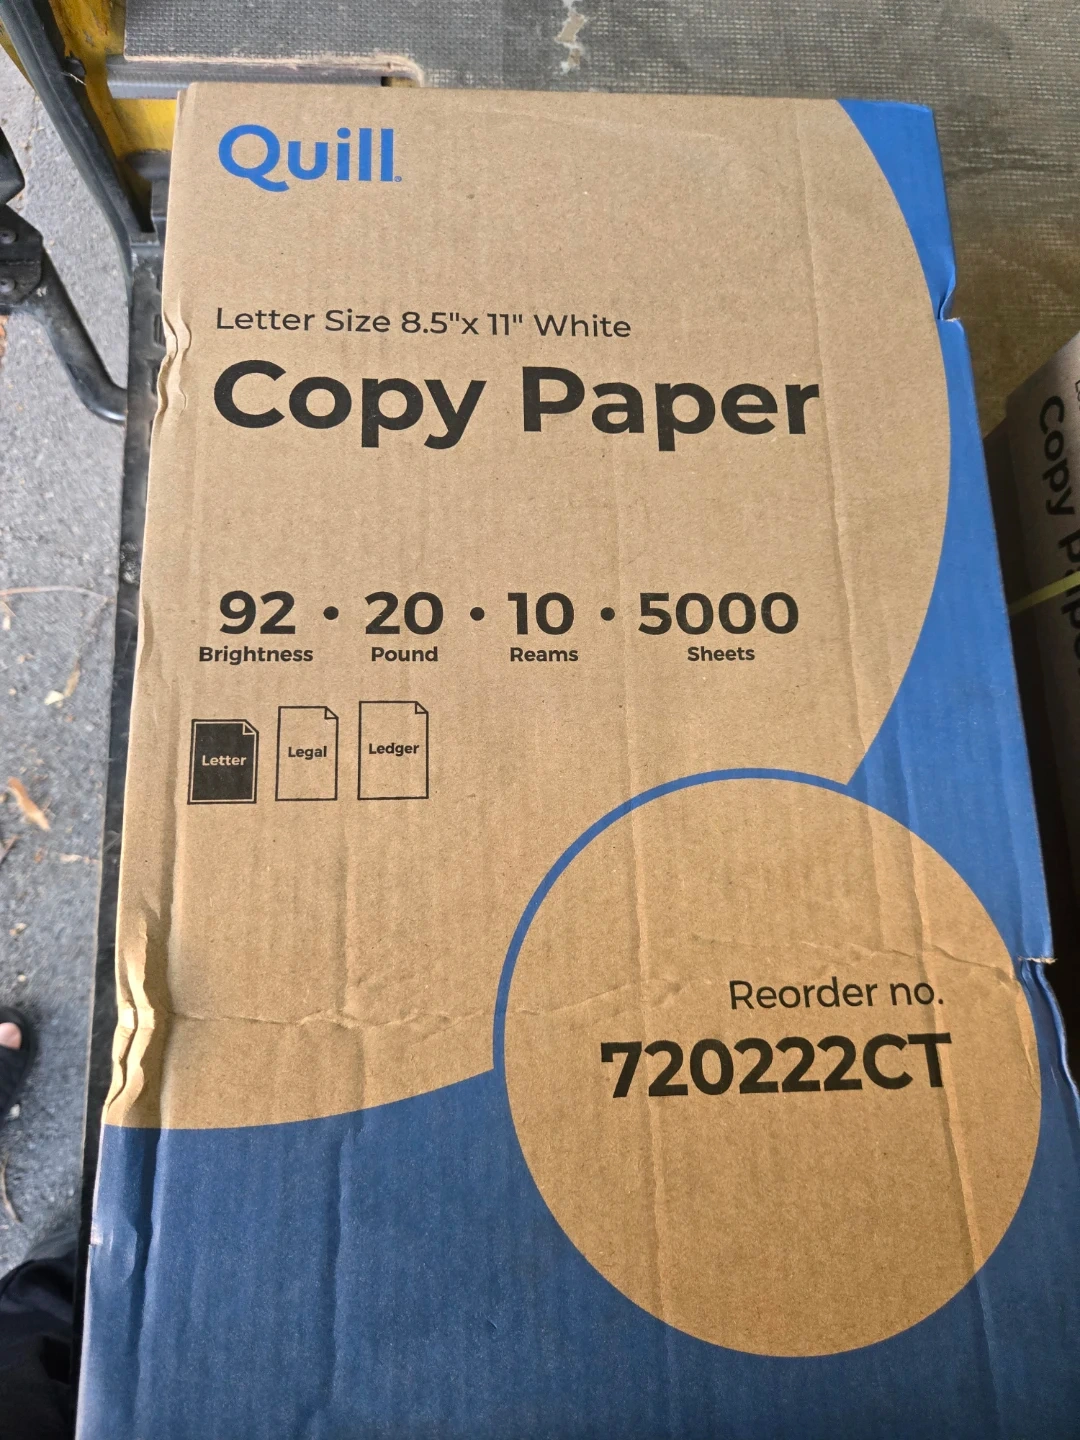 Quill®
Letter Size 8.5"x 11" White
Copy Paper
92 • 20 • 10 • 5000
Brightness Pound Reams Sheets
Letter Legal Ledger
Reorder no.
720222CT
Copy